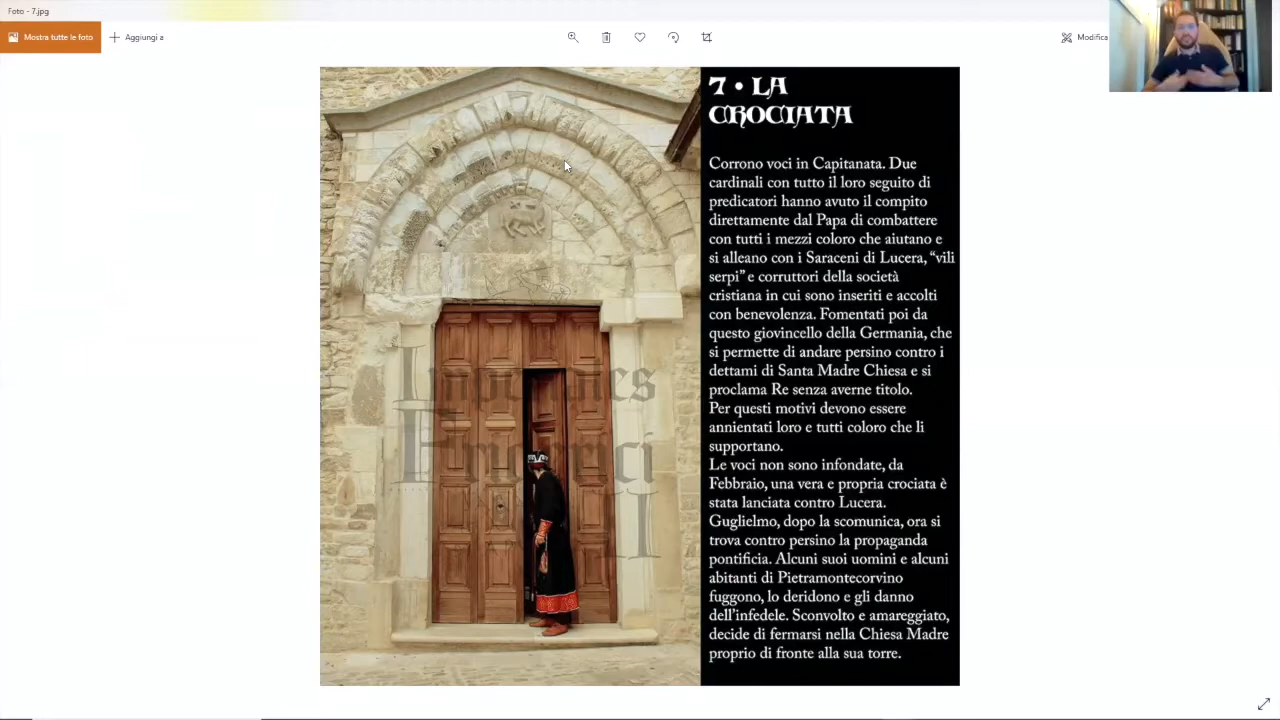 Foto - 7.jpg
Mostra tutte le foto
Aggiungi a
Modifica
7 • LA
CROCIATA
Corrono voci in Capitanata. Due
cardinali con tutto il loro seguito di
predicatori hanno avuto il compito
direttamente dal Papa di combattere
con tutti i mezzi coloro che aiutano e
si alleano con i Saraceni di Lucera, “vili
serpi” e corruttori della società
cristiana in cui sono inseriti e accolti
con benevolenza. Fomentati poi da
questo giovincello della Germania, che
si permette di andare persino contro i
dettami di Santa Madre Chiesa e si
proclama Re senza averne titolo.
Per questi motivi devono essere
annientati loro e tutti coloro che li
supportano.
Le voci non sono infondate, da
Febbraio, una vera e propria crociata è
stata lanciata contro Lucera.
Guglielmo, dopo la scomunica, ora si
trova contro persino la propaganda
pontificia. Alcuni suoi uomini e alcuni
abitanti di Pietramontecorvino
fuggono, lo deridono e gli danno
dell’infedele. Sconvolto e amareggiato,
decide di fermarsi nella Chiesa Madre
proprio di fronte alla sua torre.
II